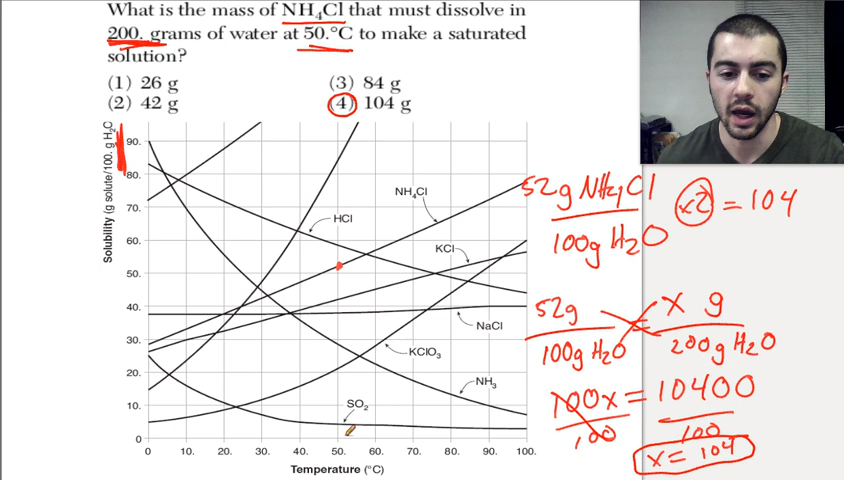 What is the mass of NH₄Cl that must dissolve in
200. grams of water at 50.°C to make a saturated
solution?
(1) 26 g (3) 84 g
(2) 42 g (4) 104 g
Solubility (g solute/100. g H₂C
90.
80.
70.
60.
50.
40.
30.
20.
10.
0
NH₄Cl
HCl
KCl
NaCl
KClO₃
NH₃
SO₂
0 10. 20. 30. 40. 50. 60. 70. 80. 90. 100.
Temperature (°C)
52g NH4Cl
100g H2O
x2 = 104
52g x g
100g H2O 200g H2O
100x = 10400
100 100
x = 104